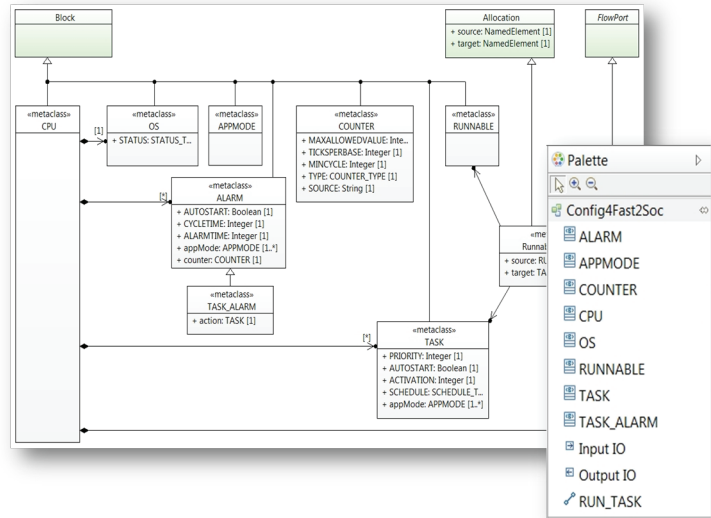 Block
Allocation
+ source: NamedElement [1]
+ target: NamedElement [1]
FlowPort
«metaclass»
CPU
[1]
«metaclass»
OS
+ STATUS: STATUS_T...
«metaclass»
APPMODE
«metaclass»
COUNTER
+ MAXALLOWEDVALUE: Inte...
+ TICKSPERBASE: Integer [1]
+ MINCYCLE: Integer [1]
+ TYPE: COUNTER_TYPE [1]
+ SOURCE: String [1]
«metaclass»
RUNNABLE
[*]
«metaclass»
ALARM
+ AUTOSTART: Boolean [1]
+ CYCLETIME: Integer [1]
+ ALARMTIME: Integer [1]
+ appMode: APPMODE [1..*]
+ counter: COUNTER [1]
«metaclass»
TASK_ALARM
+ action: TASK [1]
«me
Runnal
+ source: RU
+ target: TA
[*]
«metaclass»
TASK
+ PRIORITY: Integer [1]
+ AUTOSTART: Boolean [1]
+ ACTIVATION: Integer [1]
+ SCHEDULE: SCHEDULE_T...
+ appMode: APPMODE [1..*]
Palette
Config4Fast2Soc
ALARM
APPMODE
COUNTER
CPU
OS
RUNNABLE
TASK
TASK_ALARM
Input IO
Output IO
RUN_TASK